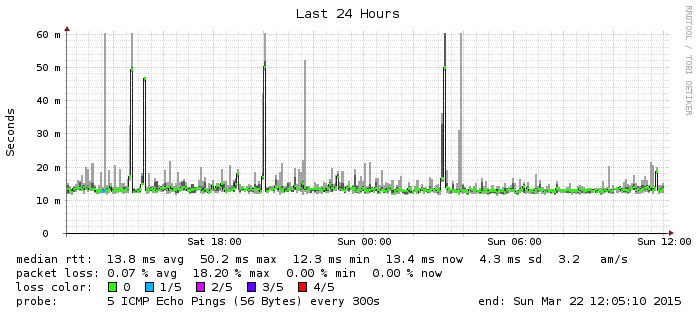 Last 24 Hours
RRDTOOL / TOBI OETIKER
Seconds
60 m
50 m
40 m
30 m
20 m
10 m
0
Sat 18:00 Sun 00:00 Sun 06:00 Sun 12:00
median rtt: 13.8 ms avg 50.2 ms max 12.3 ms min 13.4 ms now 4.3 ms sd 3.2 am/s
packet loss: 0.07 % avg 18.20 % max 0.00 % min 0.00 % now
loss color: 0 1/5 2/5 3/5 4/5
probe: 5 ICMP Echo Pings (56 Bytes) every 300s end: Sun Mar 22 12:05:10 2015